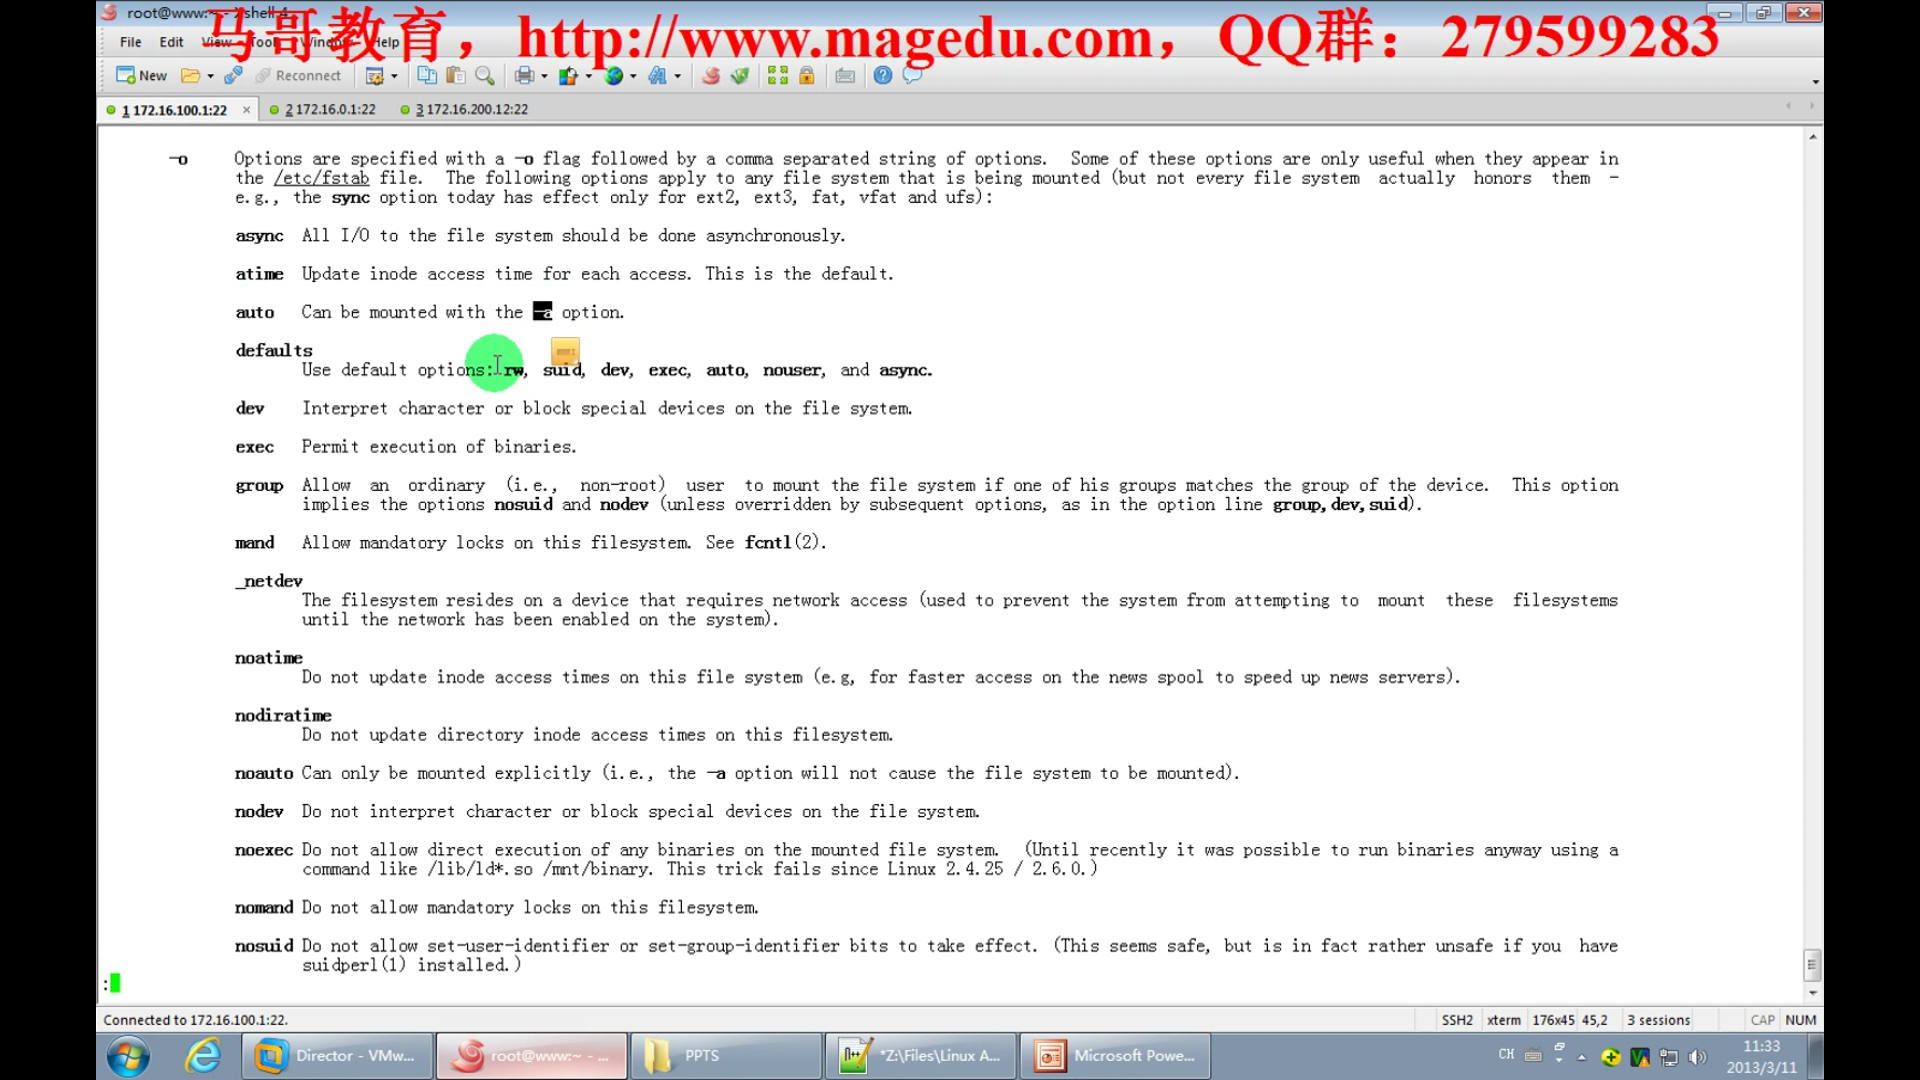 root@www:~ - Xshell 4
马哥教育，http://www.magedu.com，QQ群：279599283
File Edit View Tools Window Help
New Reconnect
1 172.16.100.1:22 2 172.16.0.1:22 3 172.16.200.12:22
-o Options are specified with a -o flag followed by a comma separated string of options. Some of these options are only useful when they appear in
the /etc/fstab file. The following options apply to any file system that is being mounted (but not every file system actually honors them -
e.g., the sync option today has effect only for ext2, ext3, fat, vfat and ufs):
async All I/O to the file system should be done asynchronously.
atime Update inode access time for each access. This is the default.
auto Can be mounted with the -a option.
defaults
Use default options: rw, suid, dev, exec, auto, nouser, and async.
dev Interpret character or block special devices on the file system.
exec Permit execution of binaries.
group Allow an ordinary (i.e., non-root) user to mount the file system if one of his groups matches the group of the device. This option
implies the options nosuid and nodev (unless overridden by subsequent options, as in the option line group,dev,suid).
mand Allow mandatory locks on this filesystem. See fcntl(2).
_netdev
The filesystem resides on a device that requires network access (used to prevent the system from attempting to mount these filesystems
until the network has been enabled on the system).
noatime
Do not update inode access times on this file system (e.g, for faster access on the news spool to speed up news servers).
nodiratime
Do not update directory inode access times on this filesystem.
noauto Can only be mounted explicitly (i.e., the -a option will not cause the file system to be mounted).
nodev Do not interpret character or block special devices on the file system.
noexec Do not allow direct execution of any binaries on the mounted file system. (Until recently it was possible to run binaries anyway using a
command like /lib/ld*.so /mnt/binary. This trick fails since Linux 2.4.25 / 2.6.0.)
nomand Do not allow mandatory locks on this filesystem.
nosuid Do not allow set-user-identifier or set-group-identifier bits to take effect. (This seems safe, but is in fact rather unsafe if you have
suidperl(1) installed.)
:
Connected to 172.16.100.1:22. SSH2 xterm 176x45 45,2 3 sessions CAP NUM
Director - VMw... root@www:~ - ... PPTS *Z:\Files\Linux A... Microsoft Powe... CH 11:33
2013/3/11